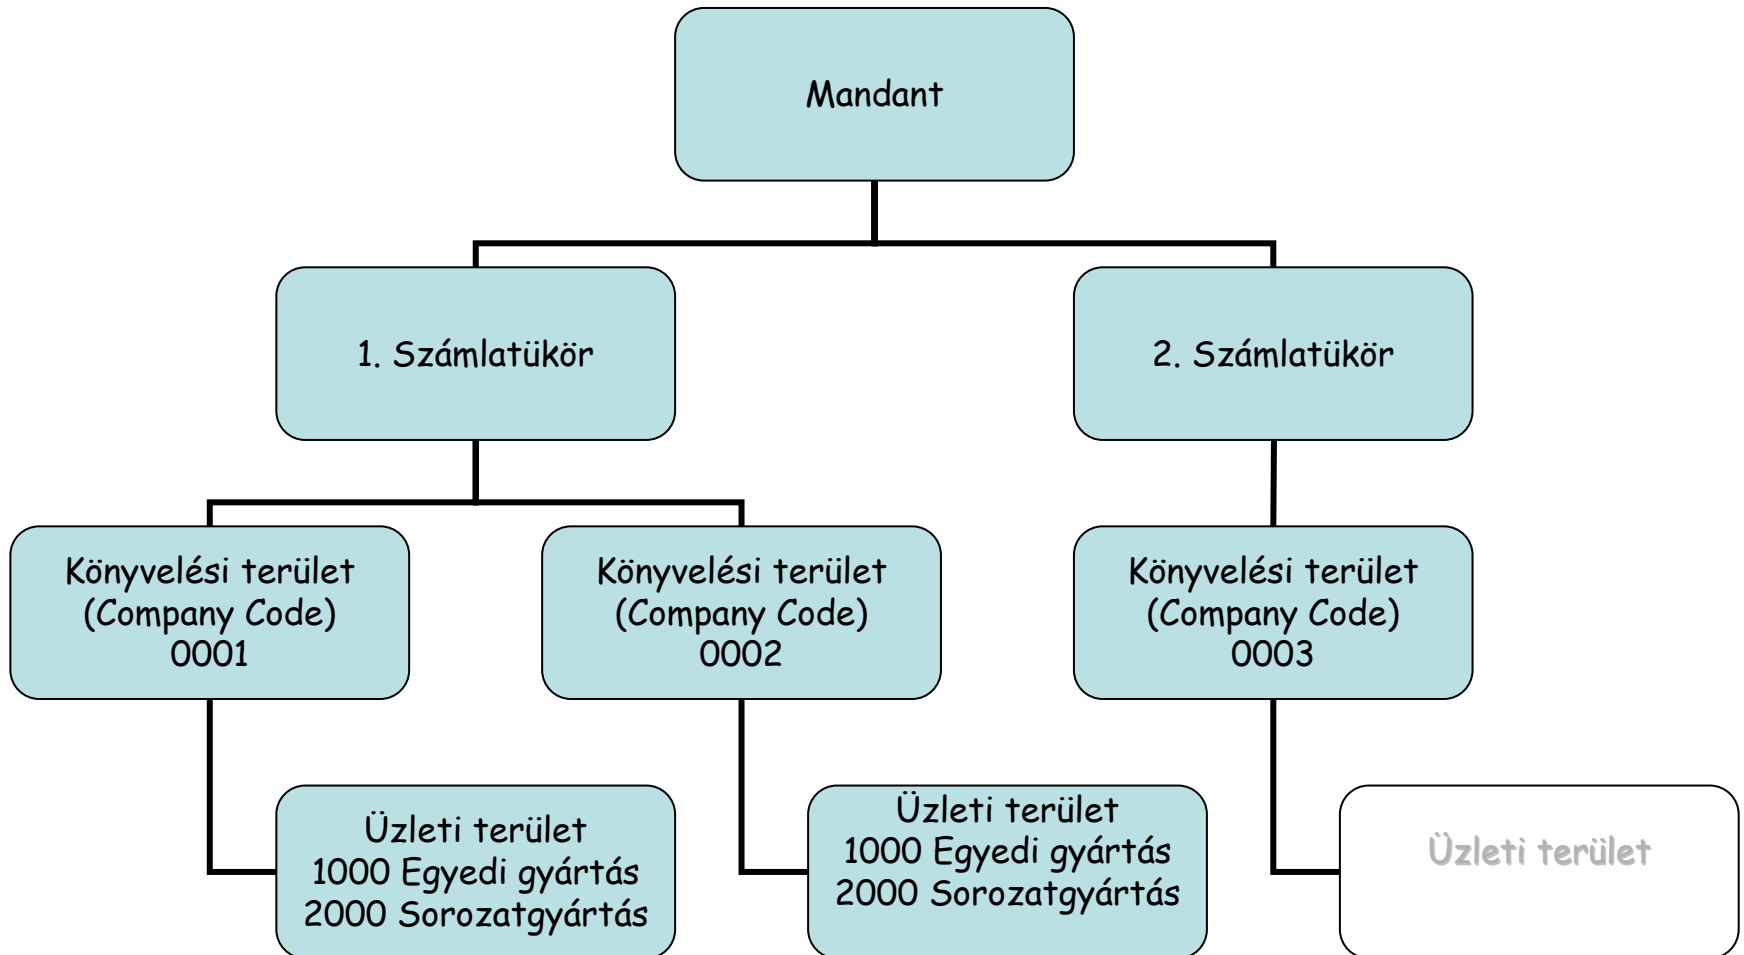 Mandant
1. Számlatükör
2. Számlatükör
Könyvelési terület
(Company Code)
0001
Könyvelési terület
(Company Code)
0002
Könyvelési terület
(Company Code)
0003
Üzleti terület
1000 Egyedi gyártás
2000 Sorozatgyártás
Üzleti terület
1000 Egyedi gyártás
2000 Sorozatgyártás
Üzleti terület